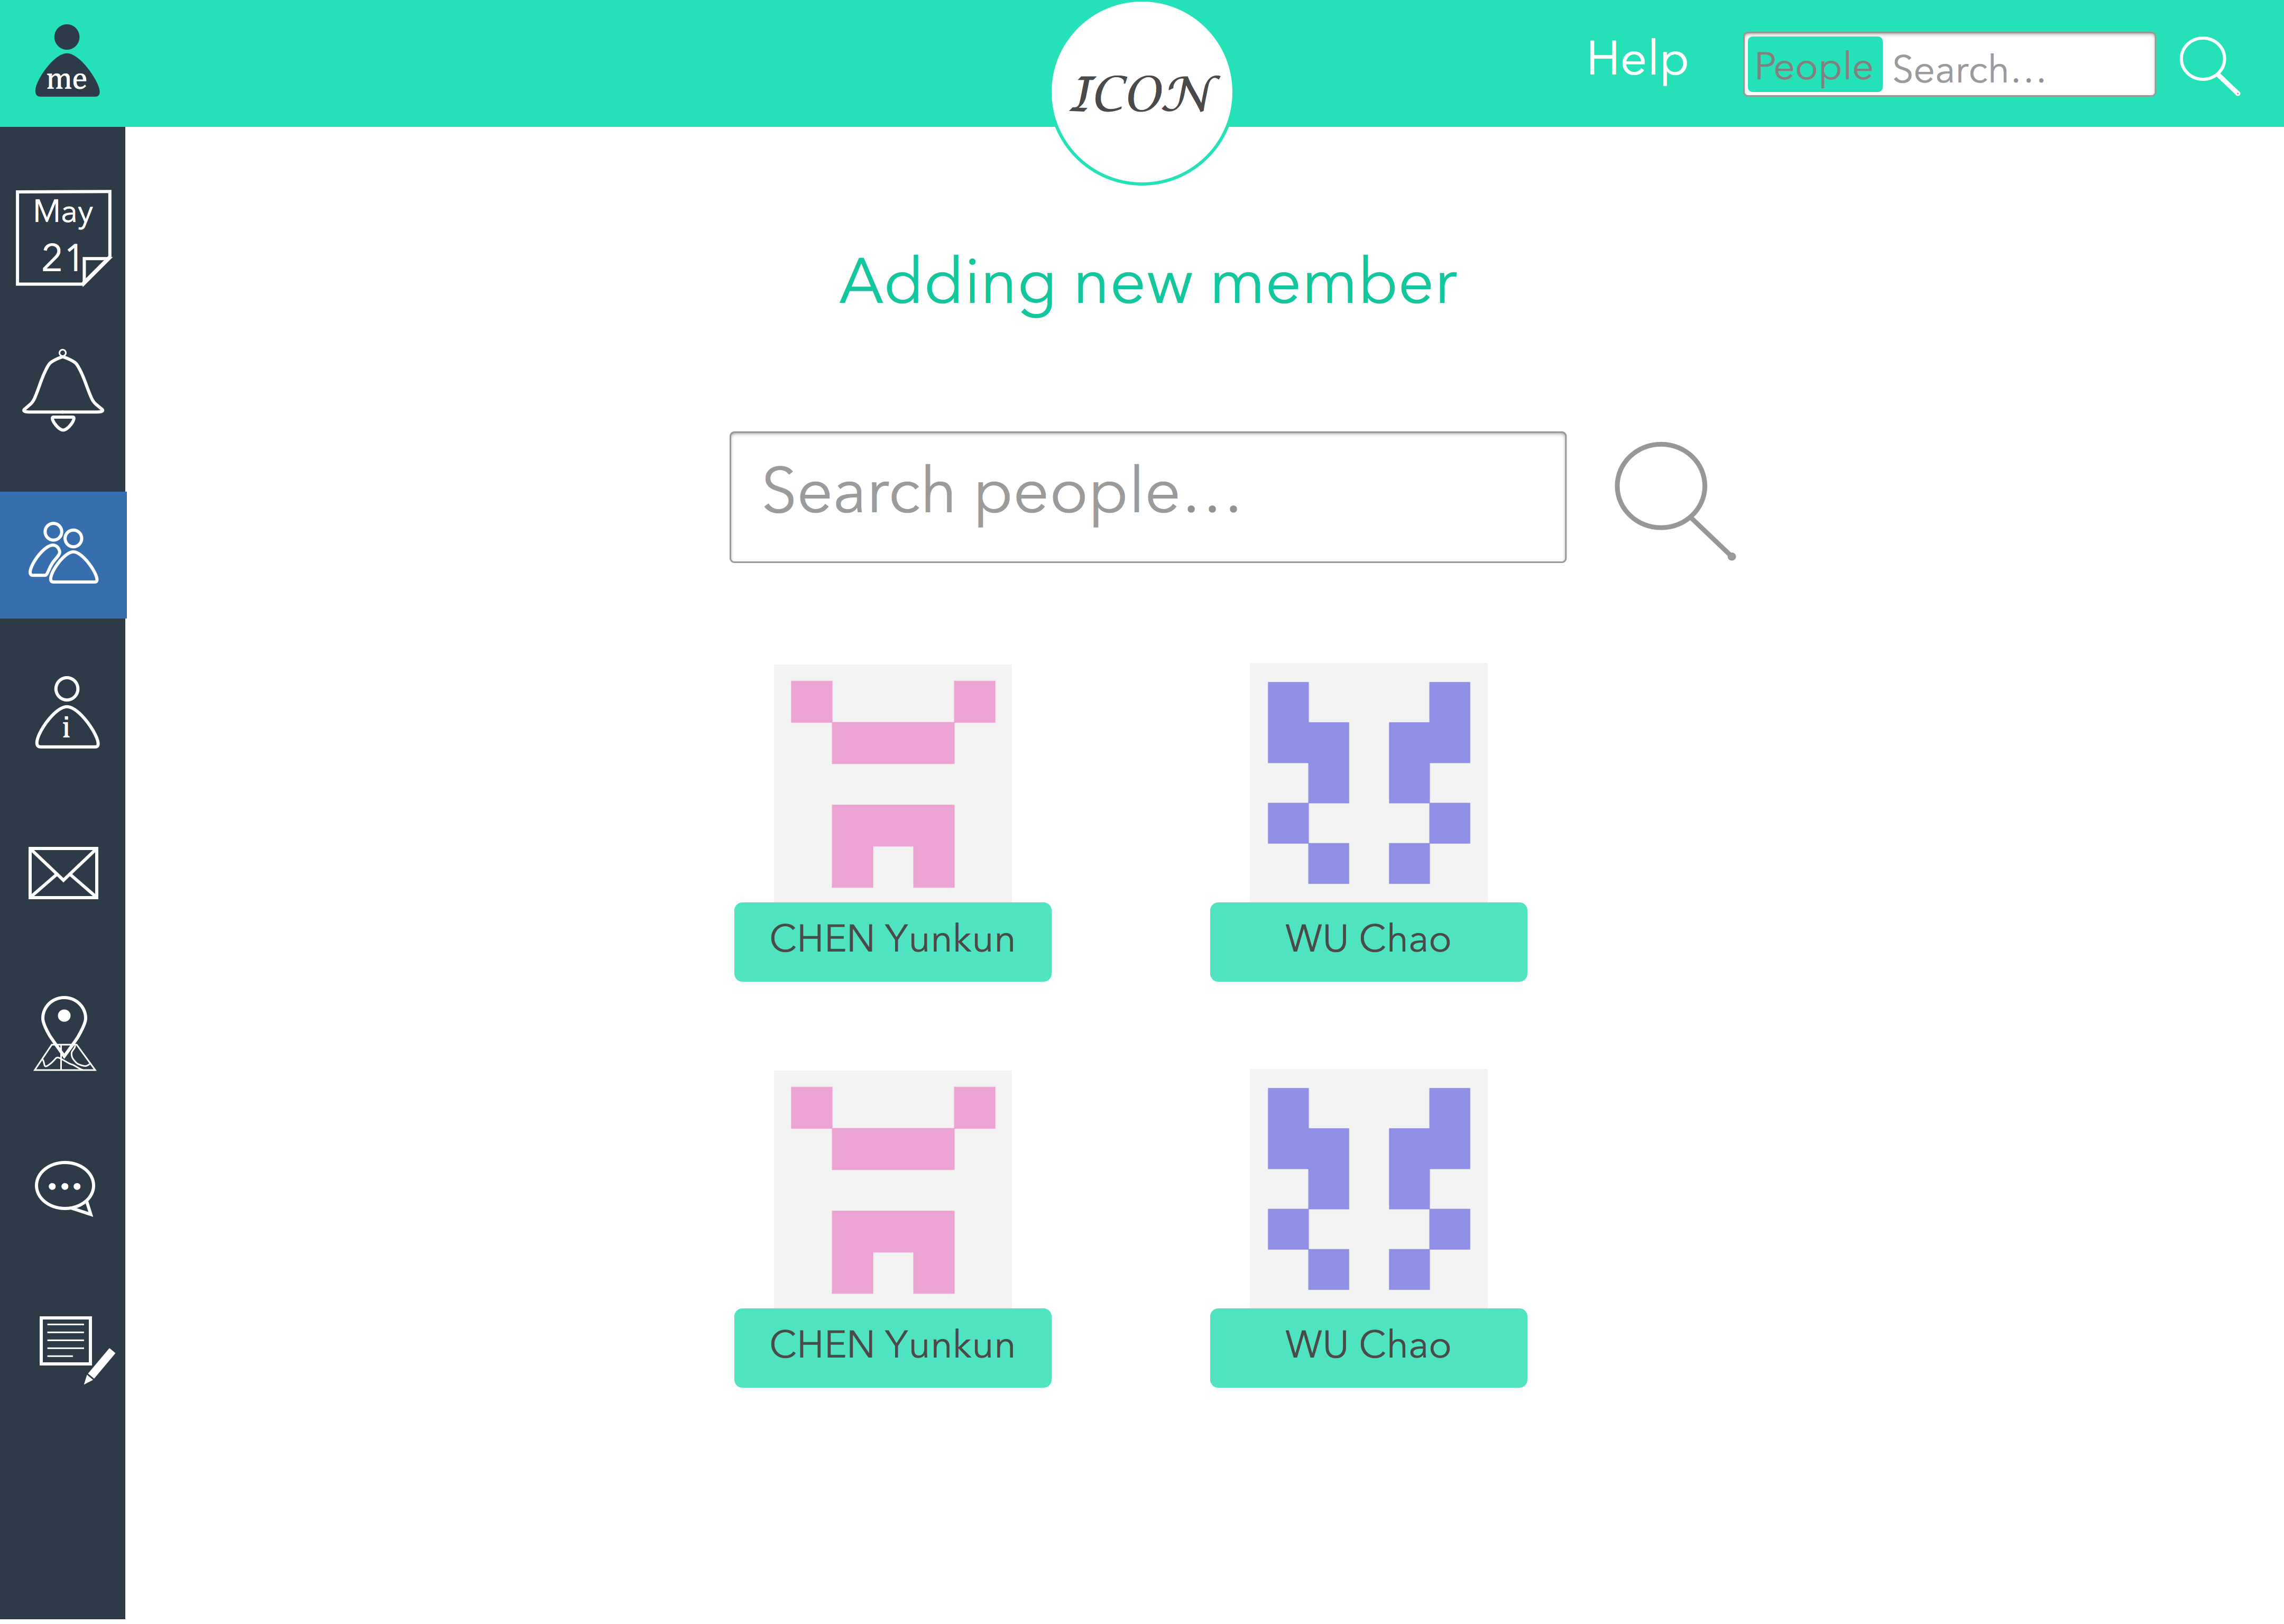 me
ICON
Help
People Search...
May
21
Adding new member
Search people...
i
CHEN Yunkun
WU Chao
CHEN Yunkun
WU Chao